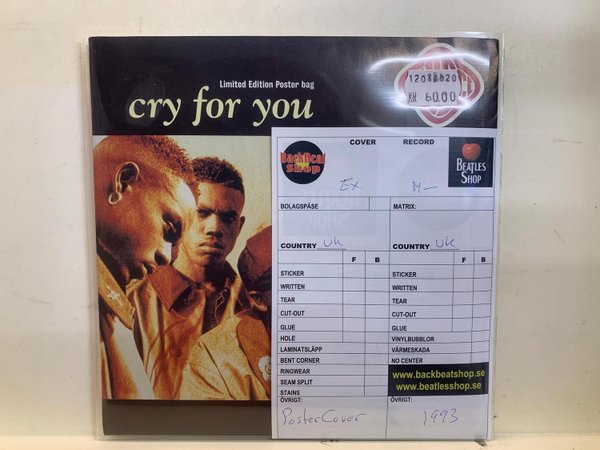 Limited Edition Poster bag
cry for you
KR 60.00
COVER RECORD
BackBeat Shop
BEATLES SHOP
Ex M-
BOLAGSPÅSE MATRIX:
COUNTRY UK COUNTRY UK
F B F B
STICKER STICKER
WRITTEN WRITTEN
TEAR TEAR
CUT-OUT CUT-OUT
GLUE GLUE
HOLE VINYLBUBBLOR
LAMINATSLÄPP VÄRMESKADA
BENT CORNER NO CENTER
RINGWEAR
SEAM SPLIT
STAINS
www.backbeatshop.se
www.beatlesshop.se
ÖVRIGT: ÖVRIGT:
PosterCover 1993